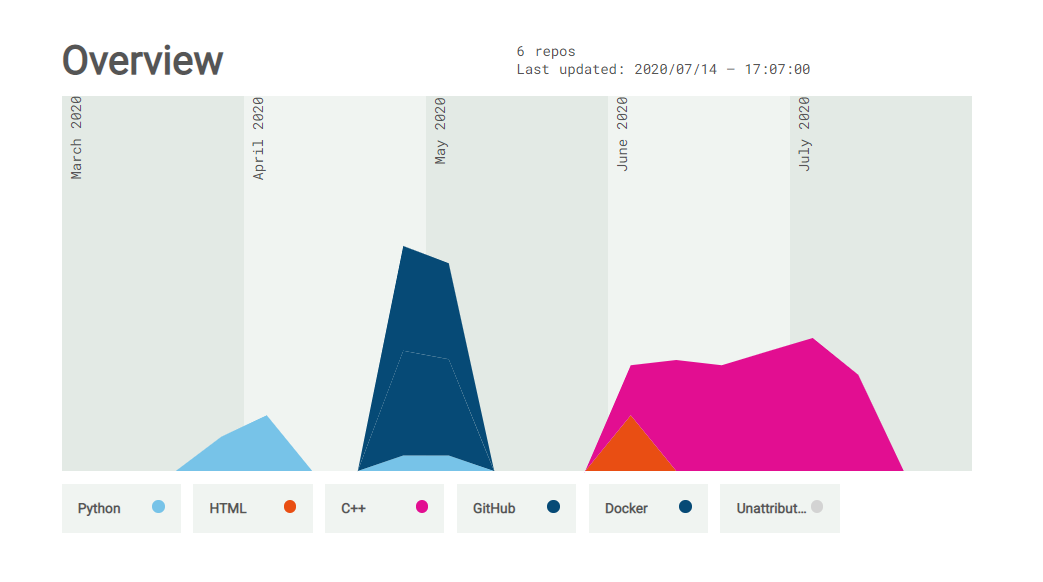 Overview
6 repos
Last updated: 2020/07/14 – 17:07:00
March 2020
April 2020
May 2020
June 2020
July 2020
Python
HTML
C++
GitHub
Docker
Unattribut...